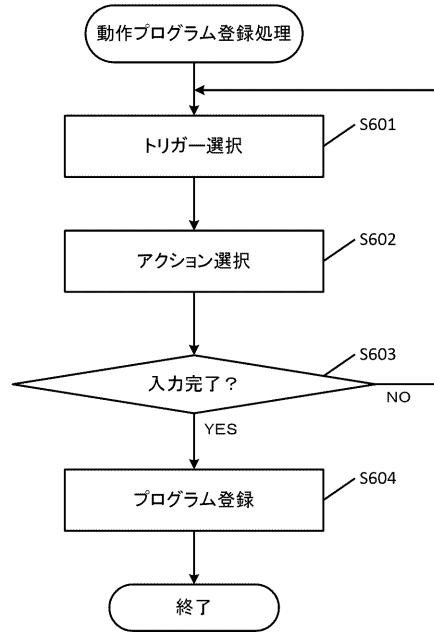 動作プログラム登録処理
S601
トリガー選択
S602
アクション選択
S603
入力完了？
NO
YES
S604
プログラム登録
終了